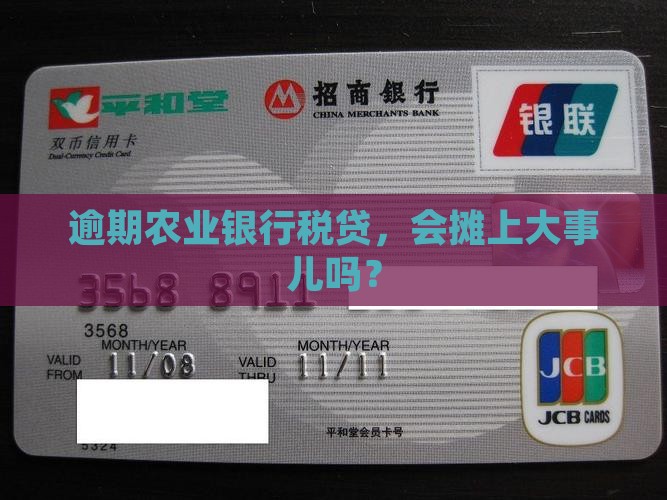 平和堂
招商银行
CHINA MERCHANTS BANK
银联
双币信用卡
Dual-Currency Credit Card
逾期农业银行税贷，会摊上大事
儿吗？
3568 8911
3568
MONTH/YEAR MONTH/YEAR
VALID FROM 11/08 VALID THRU 11/11
JCB
JCB CARDS
平和堂会员卡号
5324